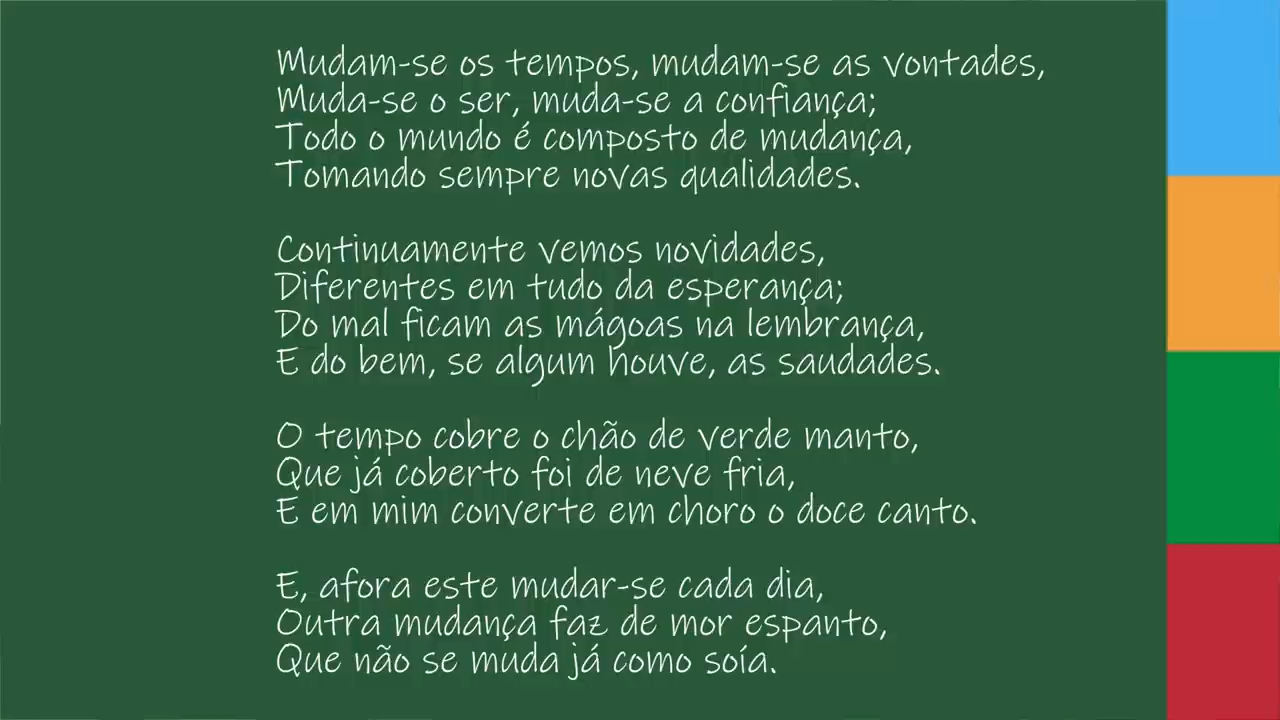 Mudam-se os tempos, mudam-se as vontades,
Muda-se o ser, muda-se a confiança;
Todo o mundo é composto de mudança,
Tomando sempre novas qualidades.
Continuamente vemos novidades,
Diferentes em tudo da esperança;
Do mal ficam as mágoas na lembrança,
E do bem, se algum houve, as saudades.
O tempo cobre o chão de verde manto,
Que já coberto foi de neve fria,
E em mim converte em choro o doce canto.
E, afora este mudar-se cada dia,
Outra mudança faz de mor espanto,
Que não se muda já como soía.